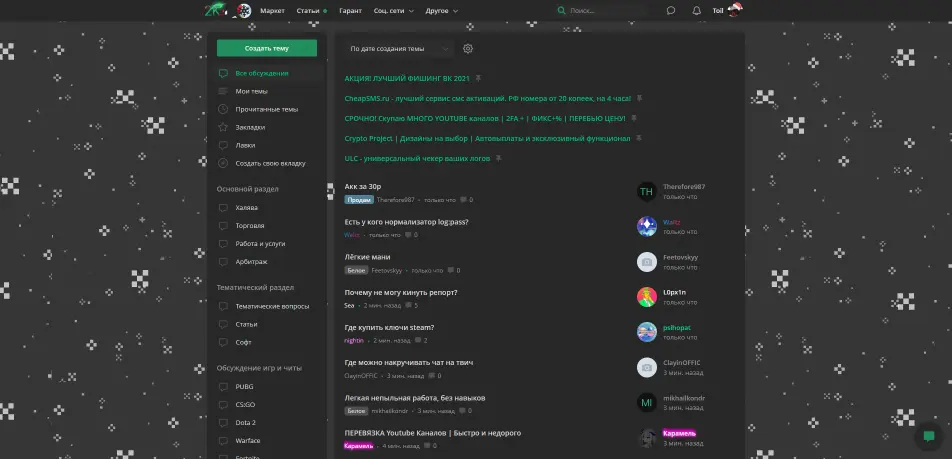 Маркет
Статьи
Гарант
Соц. сети
Другое
Поиск...
Toil
Создать тему
Все обсуждения
Мои темы
Прочитанные темы
Закладки
Лавки
Создать свою вкладку
Основной раздел
Халява
Торговля
Работа и услуги
Арбитраж
Тематический раздел
Тематические вопросы
Статьи
Софт
Обсуждение игр и читы
PUBG
CS:GO
Dota 2
Warface
Fortnite
По дате создания темы
АКЦИЯ! ЛУЧШИЙ ФИШИНГ ВК 2021
CheapSMS.ru - лучший сервис смс активаций. РФ номера от 20 копеек, на 4 часа!
СРОЧНО! Скупаю МНОГО YOUTUBE каналов | 2FA + | ФИКС+% | ПЕРЕБЬЮ ЦЕНУ!
Crypto Project | Дизайны на выбор | Автовыплаты и эксклюзивный функционал
ULC - универсальный чекер ваших логов
Акк за 30р
Продам Therefore987 • только что 0
TH
Therefore987
только что
Есть у кого нормализатор log:pass?
Waltz • только что 0
Waltz
только что
Лёгкие мани
Белое Feetovskyy • только что 0
Feetovskyy
только что
Почему не могу кинуть репорт?
Sea • 2 мин. назад 5
L0px1n
только что
Где купить ключи steam?
nightin • 2 мин. назад 2
psihopat
только что
Где можно накручивать чат на твич
ClayinOFFIC • 3 мин. назад 0
ClayinOFFIC
3 мин. назад
Легкая непыльная работа, без навыков
Белое mikhailkondr 3 мин. назад 0
MI
mikhailkondr
3 мин. назад
ПЕРЕВЯЗКА Youtube Каналов | Быстро и недорого
Карамель • 4 мин. назад 0
Карамель
3 мин. назад